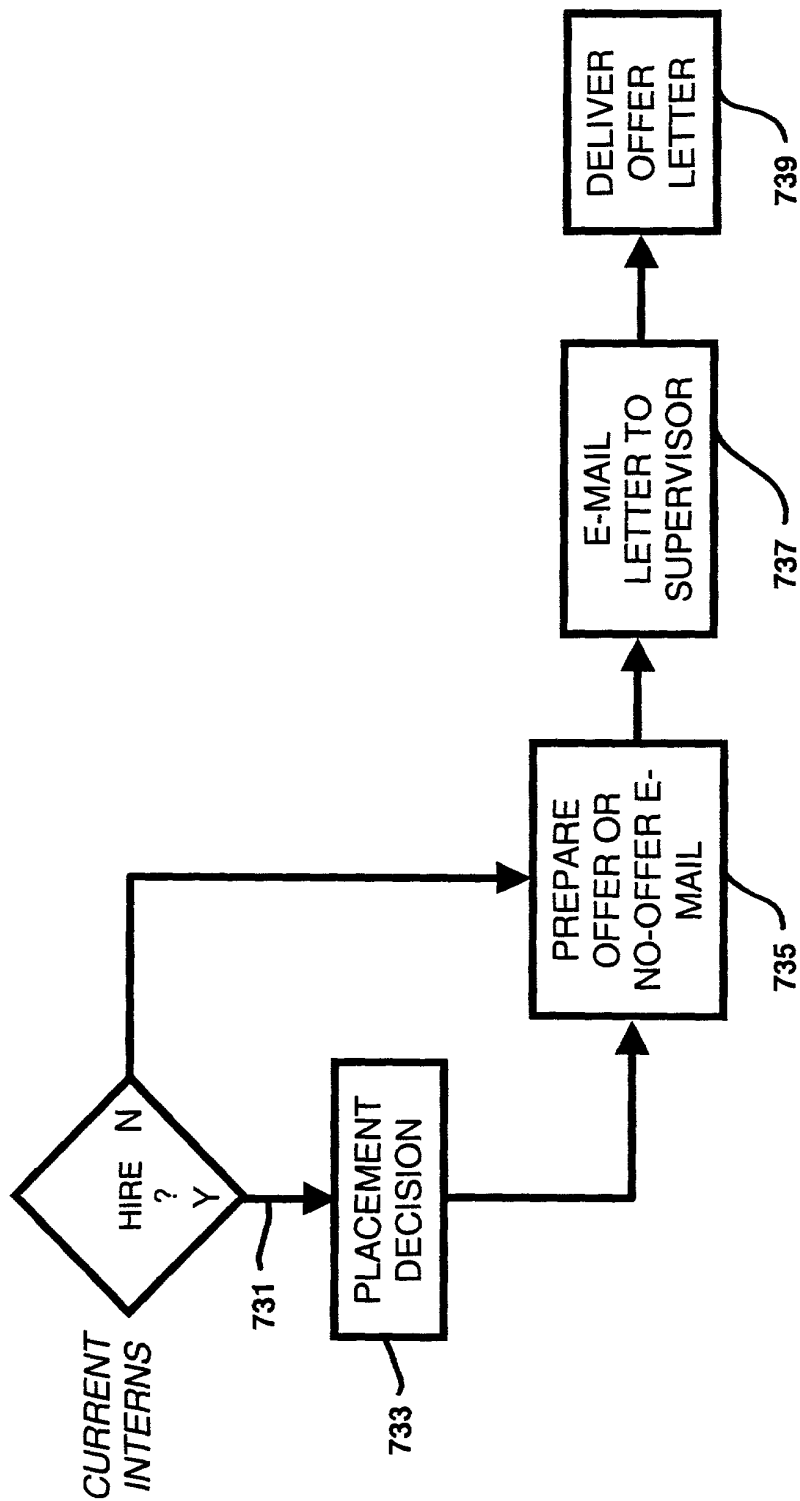 CURRENT
INTERNS
HIRE N
?
Y
731
PLACEMENT
DECISION
733
PREPARE
OFFER OR
NO-OFFER E-
MAIL
735
E-MAIL
LETTER TO
SUPERVISOR
737
DELIVER
OFFER
LETTER
739